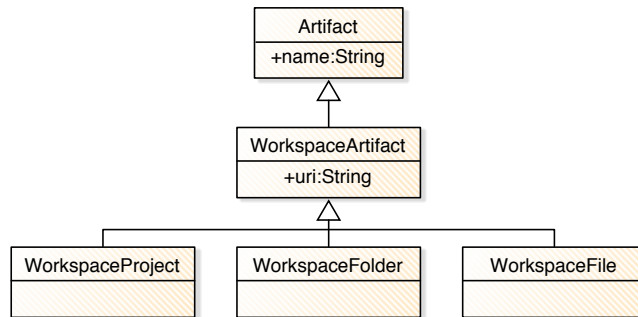 Artifact
+name:String
WorkspaceArtifact
+uri:String
WorkspaceProject
WorkspaceFolder
WorkspaceFile